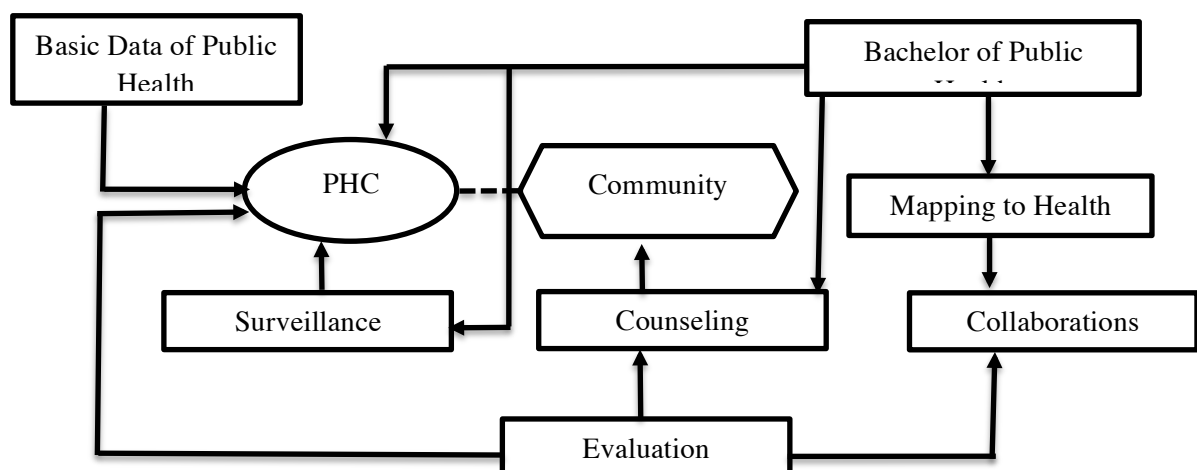 Basic Data of Public
Health
Bachelor of Public
PHC
Community
Mapping to Health
Surveillance
Counseling
Collaborations
Evaluation